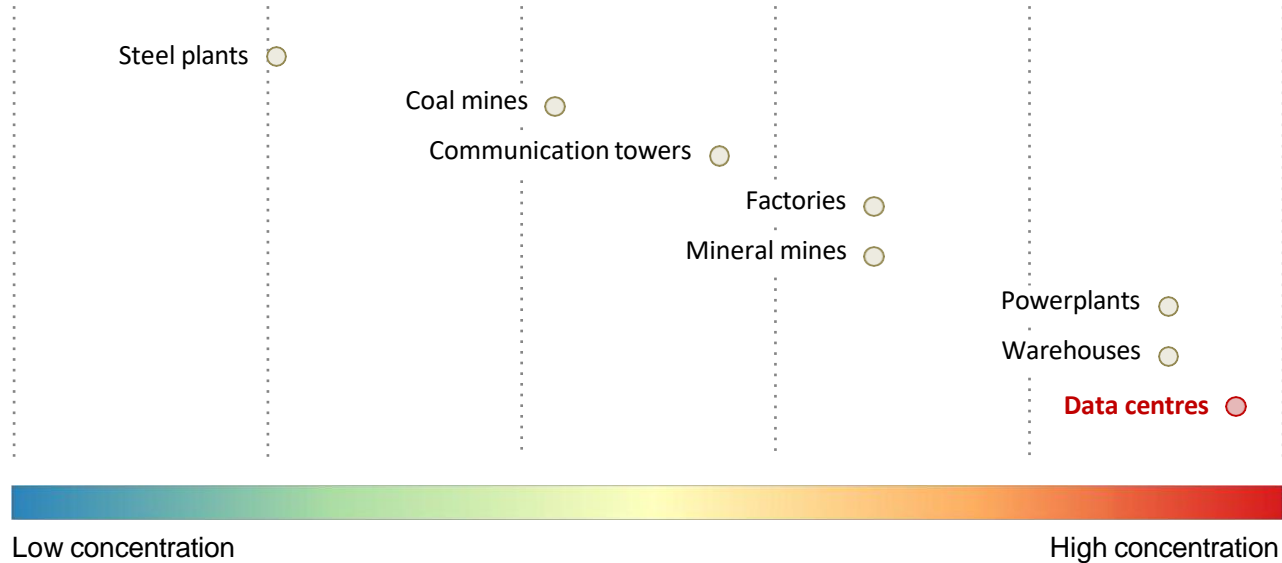 Steel plants
Coal mines
Communication towers
Factories
Mineral mines
Powerplants
Warehouses
Data centres
Low concentration
High concentration